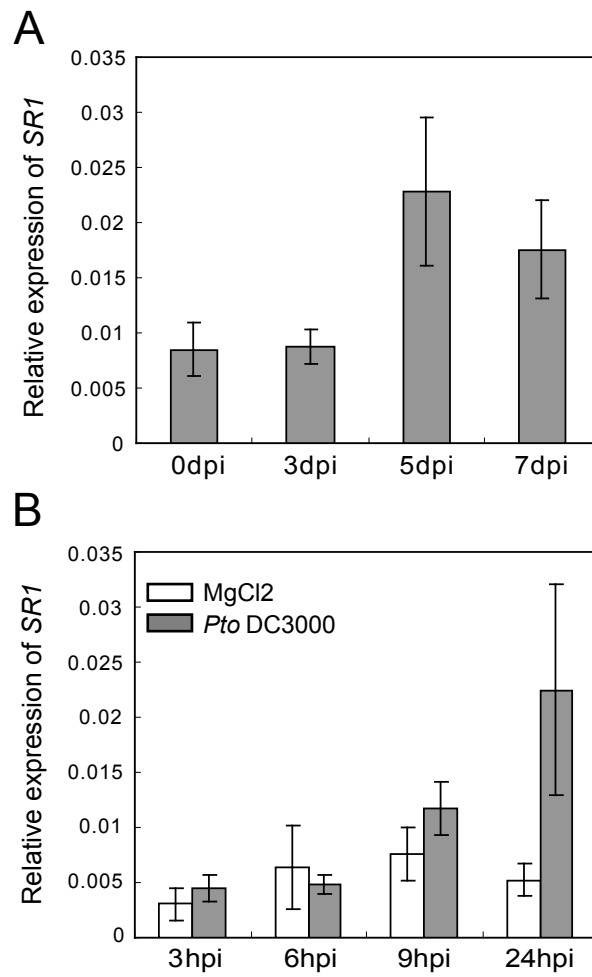 A
Relative expression of SR1
0.035
0.03
0.025
0.02
0.015
0.01
0.005
0
0dpi 3dpi 5dpi 7dpi
B
Relative expression of SR1
0.035
0.03
0.025
0.02
0.015
0.01
0.005
0
MgCl2
Pto DC3000
3hpi 6hpi 9hpi 24hpi